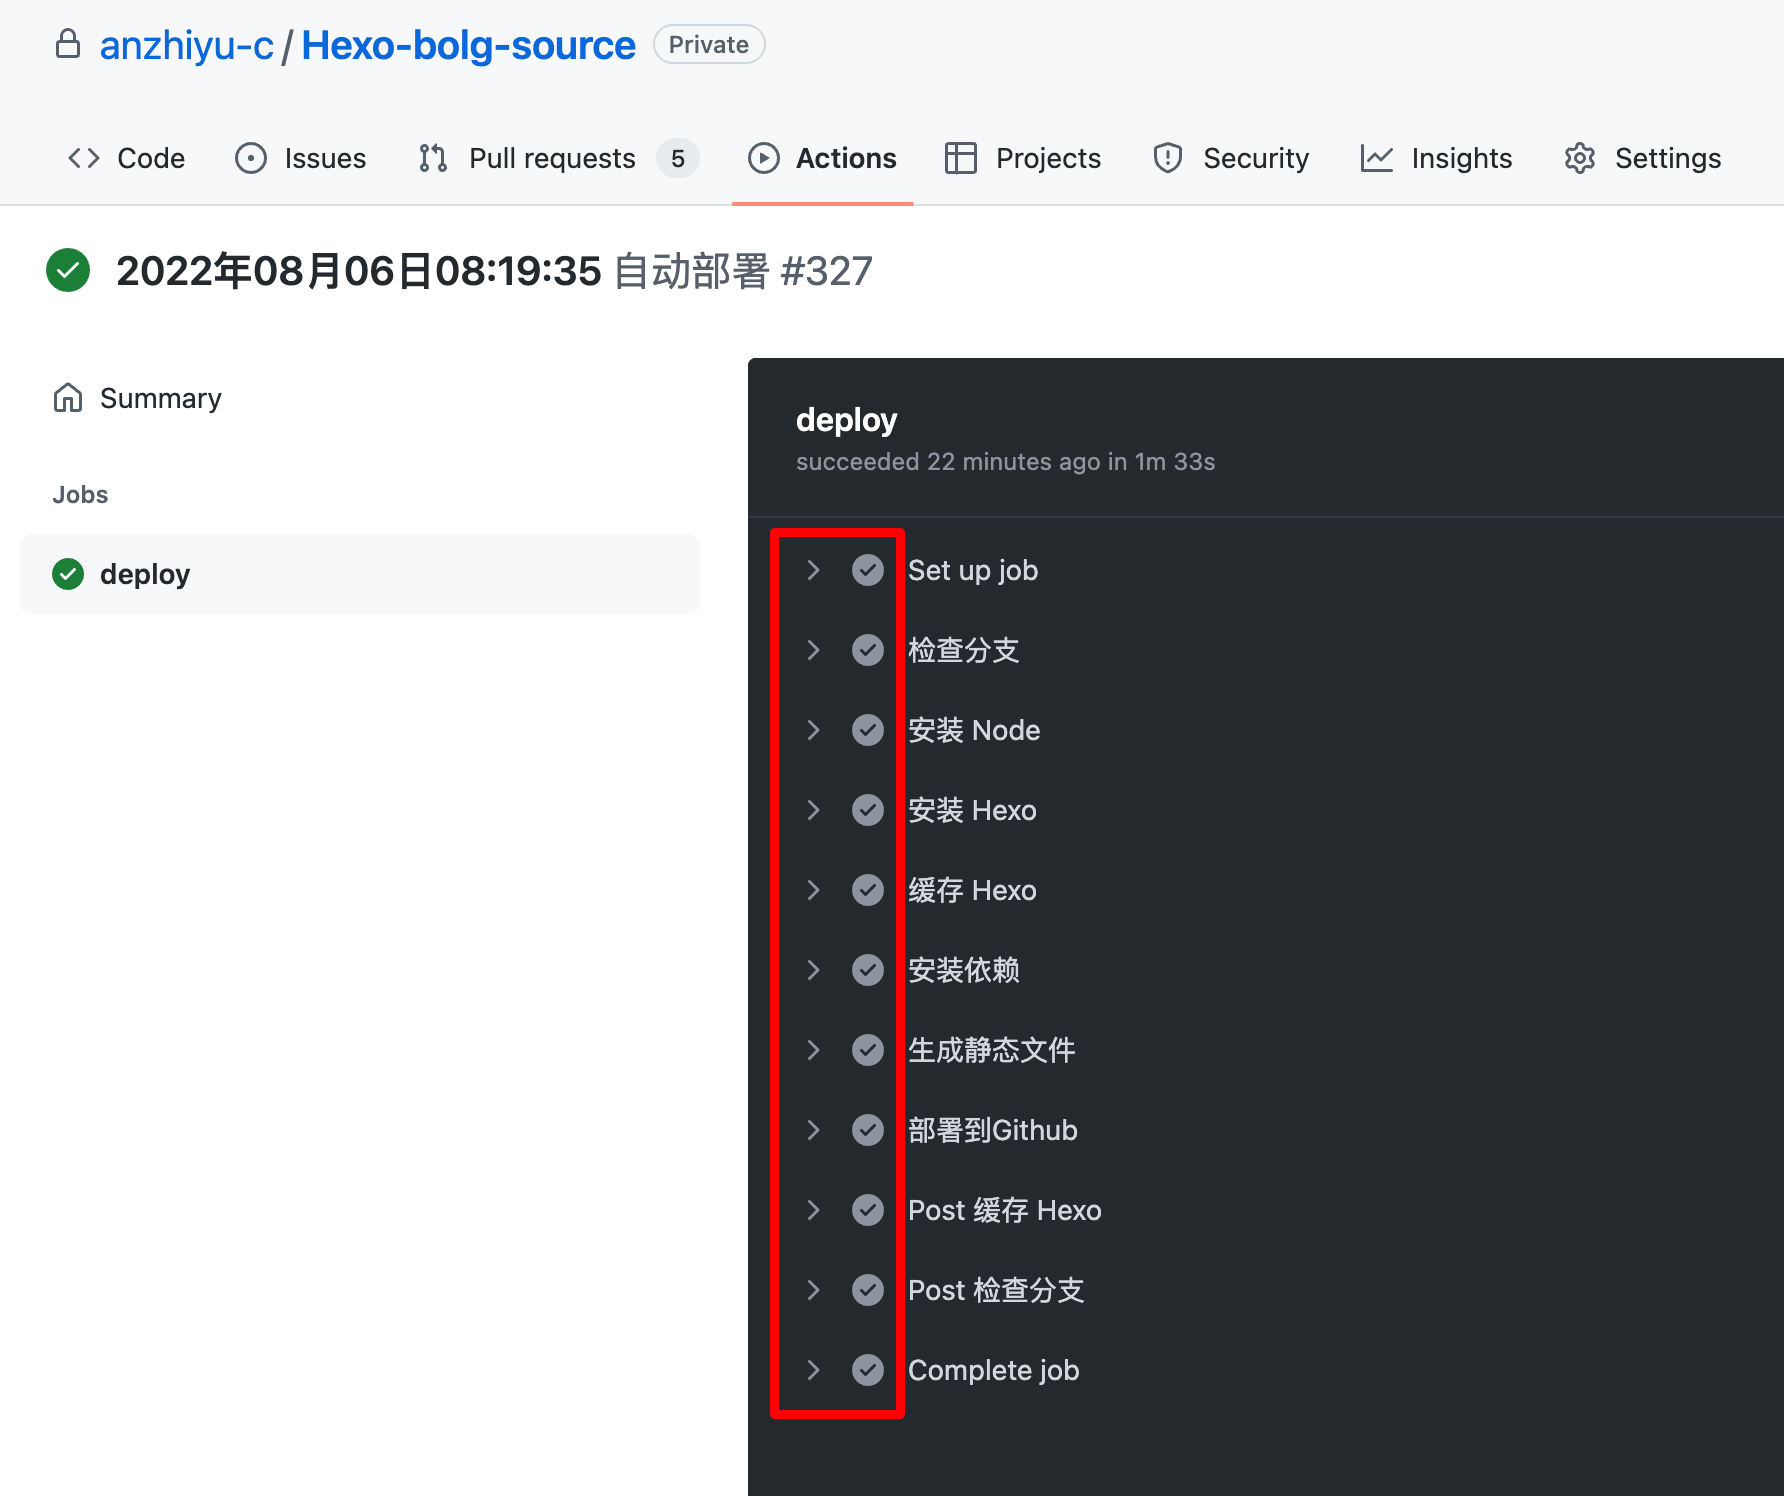 anzhiyu-c / Hexo-bolg-source Private
Code Issues Pull requests 5 Actions Projects Security Insights Settings
2022年08月06日08:19:35 自动部署 #327
Summary
Jobs
deploy
deploy
succeeded 22 minutes ago in 1m 33s
Set up job
检查分支
安装 Node
安装 Hexo
缓存 Hexo
安装依赖
生成静态文件
部署到Github
Post 缓存 Hexo
Post 检查分支
Complete job